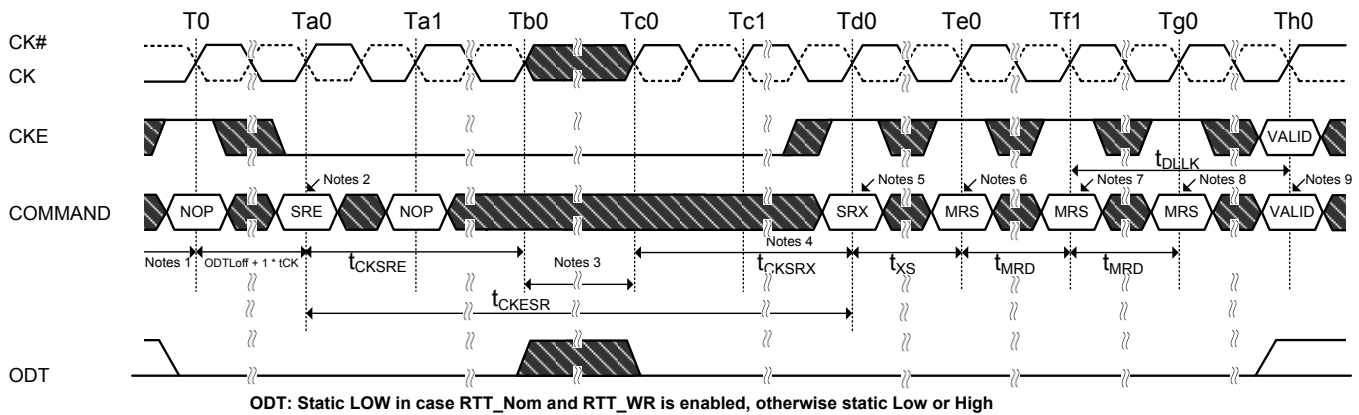 T0 Ta0 Ta1 Tb0 Tc0 Tc1 Td0 Te0 Tf1 Tg0 Th0
CK#
CK
CKE
VALID
tDLLK
Notes 2 Notes 5 Notes 6 Notes 7 Notes 8 Notes 9
COMMAND
NOP SRE NOP SRX MRS MRS MRS VALID
Notes 1 ODTLoff + 1 * tCK tCKSRE Notes 3 Notes 4 tCKSRX tXS tMRD tMRD
tCKESR
ODT
ODT: Static LOW in case RTT_Nom and RTT_WR is enabled, otherwise static Low or High